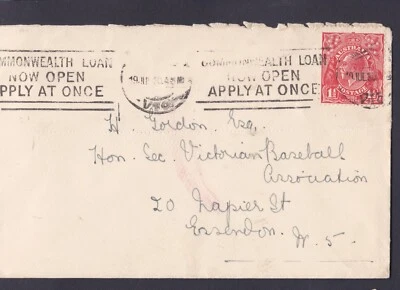 COMMONWEALTH LOAN
NOW OPEN
APPLY AT ONCE
COMMONWEALTH LOAN
NOW OPEN
APPLY AT ONCE
AUSTRALIA
POSTAGE
H. Gordon Esq.,
Hon. Sec. Victorian Baseball
Association
20 Napier St
Essendon. W. 5.